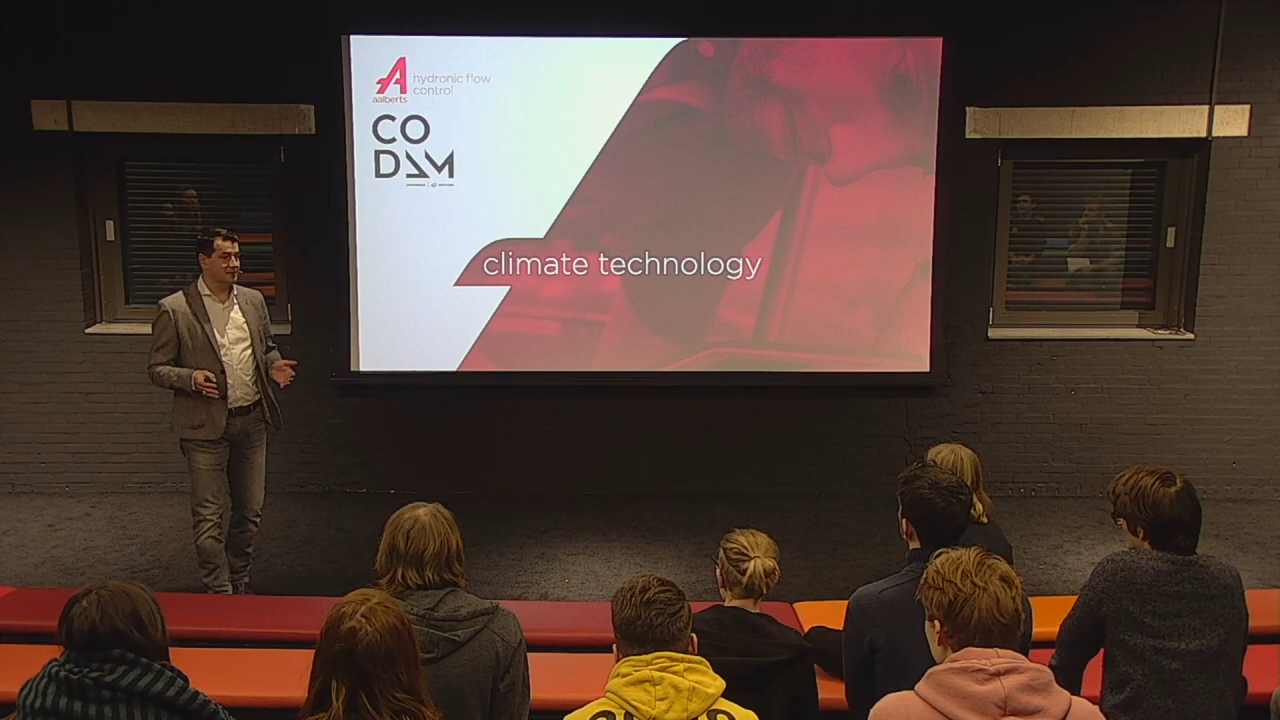 hydronic flow
control
aalberts
CO
DAM
climate technology